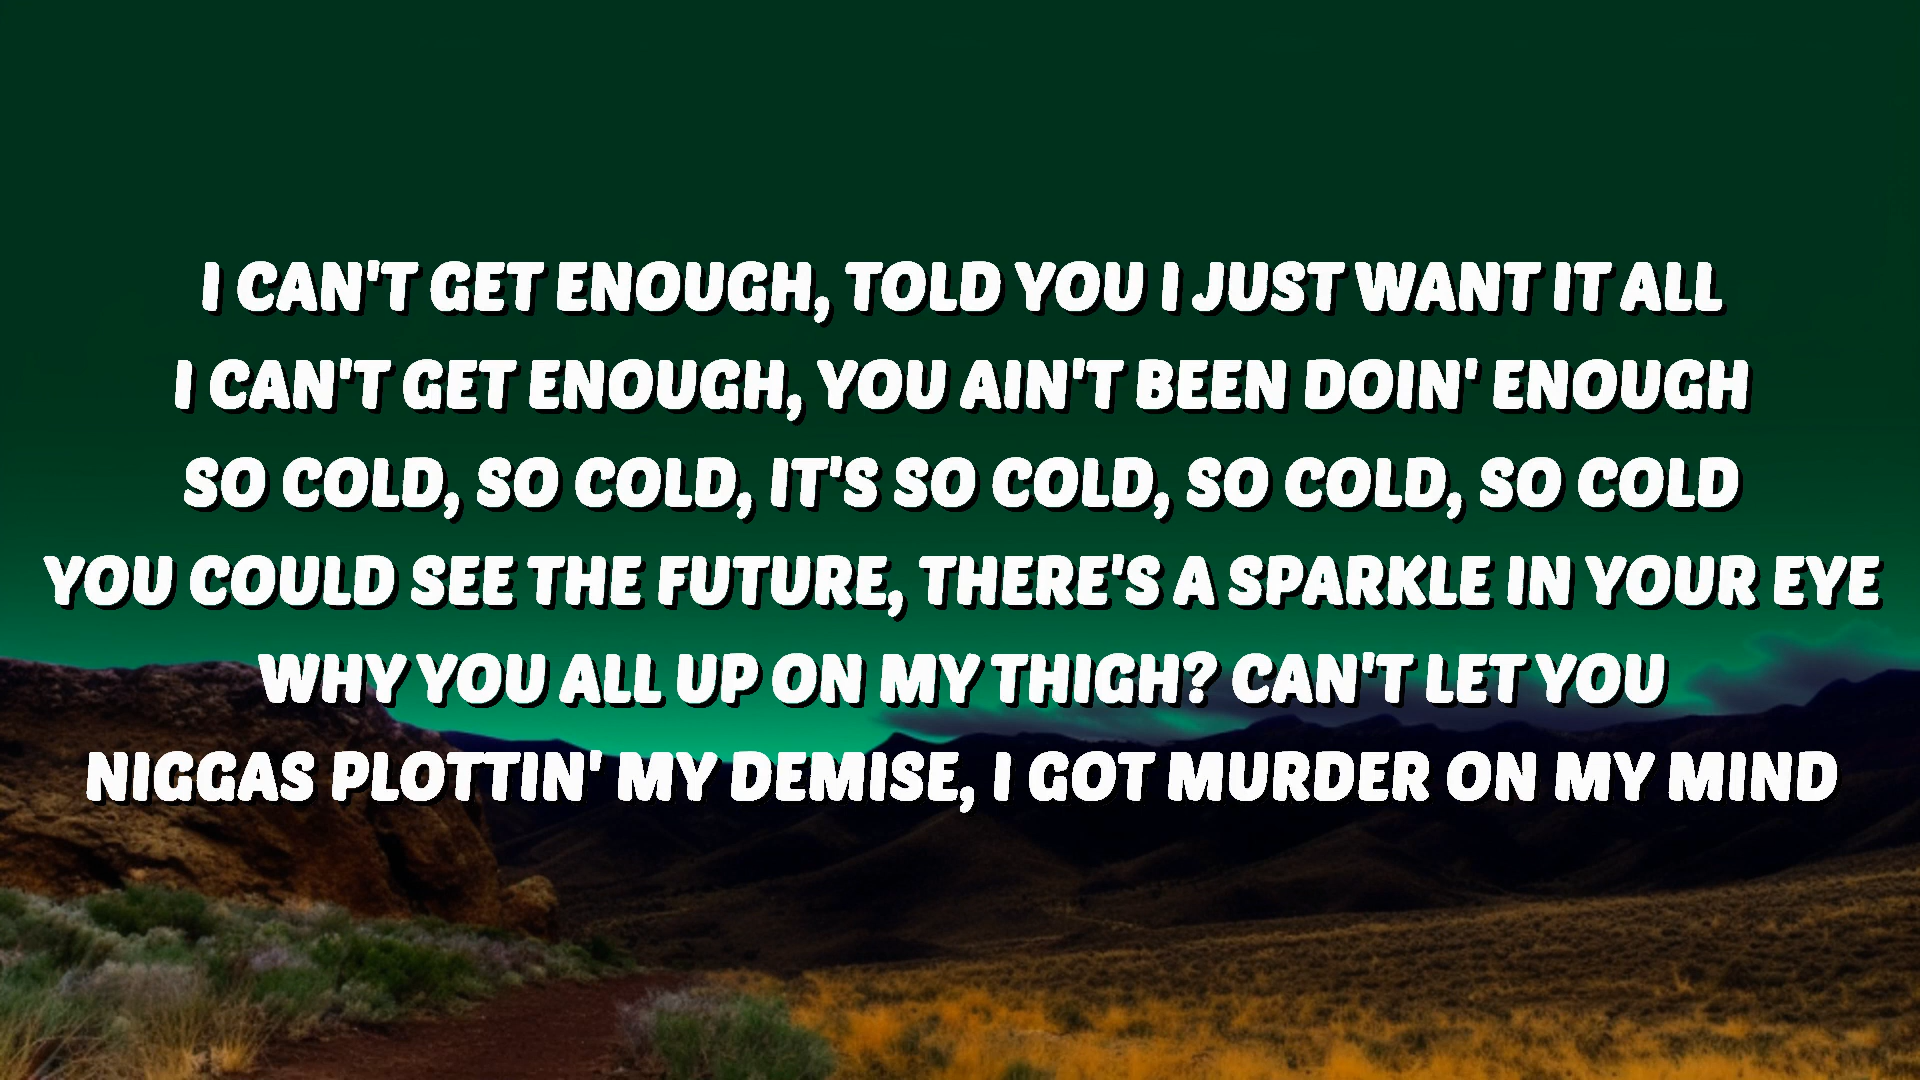 I CAN'T GET ENOUGH, TOLD YOU I JUST WANT IT ALL
I CAN'T GET ENOUGH, YOU AIN'T BEEN DOIN' ENOUGH
SO COLD, SO COLD, IT'S SO COLD, SO COLD, SO COLD
YOU COULD SEE THE FUTURE, THERE'S A SPARKLE IN YOUR EYE
WHY YOU ALL UP ON MY THIGH? CAN'T LET YOU
NIGGAS PLOTTIN' MY DEMISE, I GOT MURDER ON MY MIND